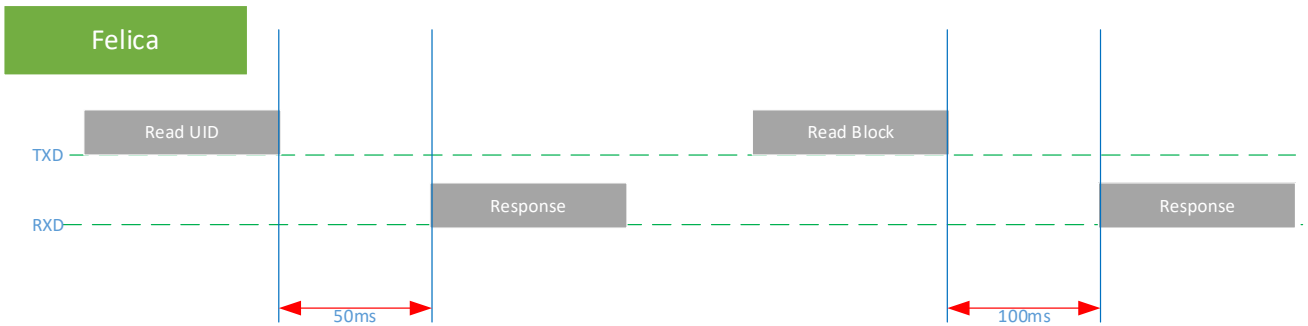 Felica
Read UID
Read Block
TXD
Response
Response
RXD
50ms
100ms